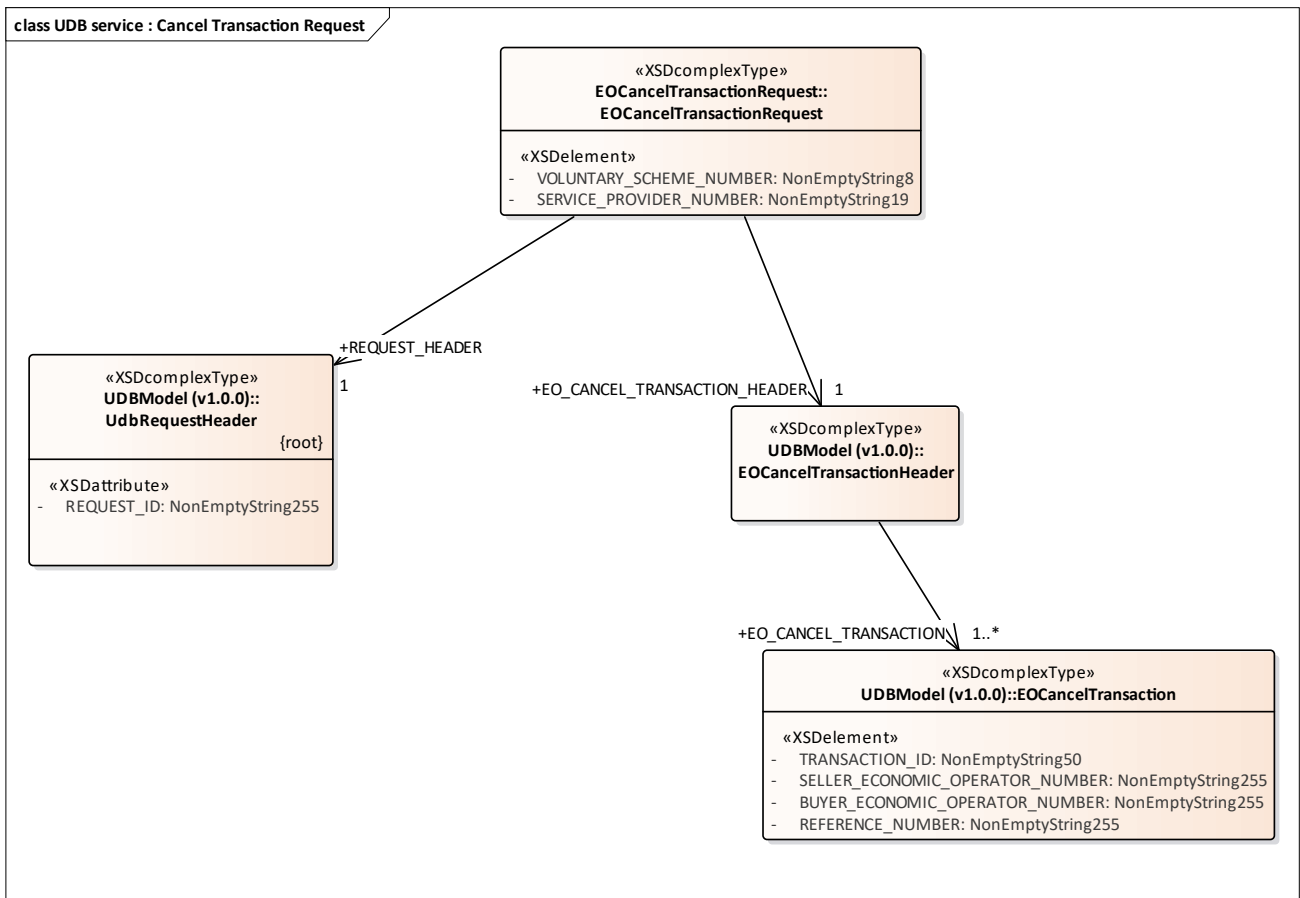 class UDB service : Cancel Transaction Request
«XSDcomplexType»
EOCancelTransactionRequest::
EOCancelTransactionRequest
«XSDelement»
- VOLUNTARY_SCHEME_NUMBER: NonEmptyString8
- SERVICE_PROVIDER_NUMBER: NonEmptyString19
+REQUEST_HEADER
1
«XSDcomplexType»
UDBModel (v1.0.0)::
UdbRequestHeader
{root}
«XSDattribute»
- REQUEST_ID: NonEmptyString255
+EO_CANCEL_TRANSACTION_HEADER
1
«XSDcomplexType»
UDBModel (v1.0.0)::
EOCancelTransactionHeader
+EO_CANCEL_TRANSACTION
1..*
«XSDcomplexType»
UDBModel (v1.0.0)::EOCancelTransaction
«XSDelement»
- TRANSACTION_ID: NonEmptyString50
- SELLER_ECONOMIC_OPERATOR_NUMBER: NonEmptyString255
- BUYER_ECONOMIC_OPERATOR_NUMBER: NonEmptyString255
- REFERENCE_NUMBER: NonEmptyString255